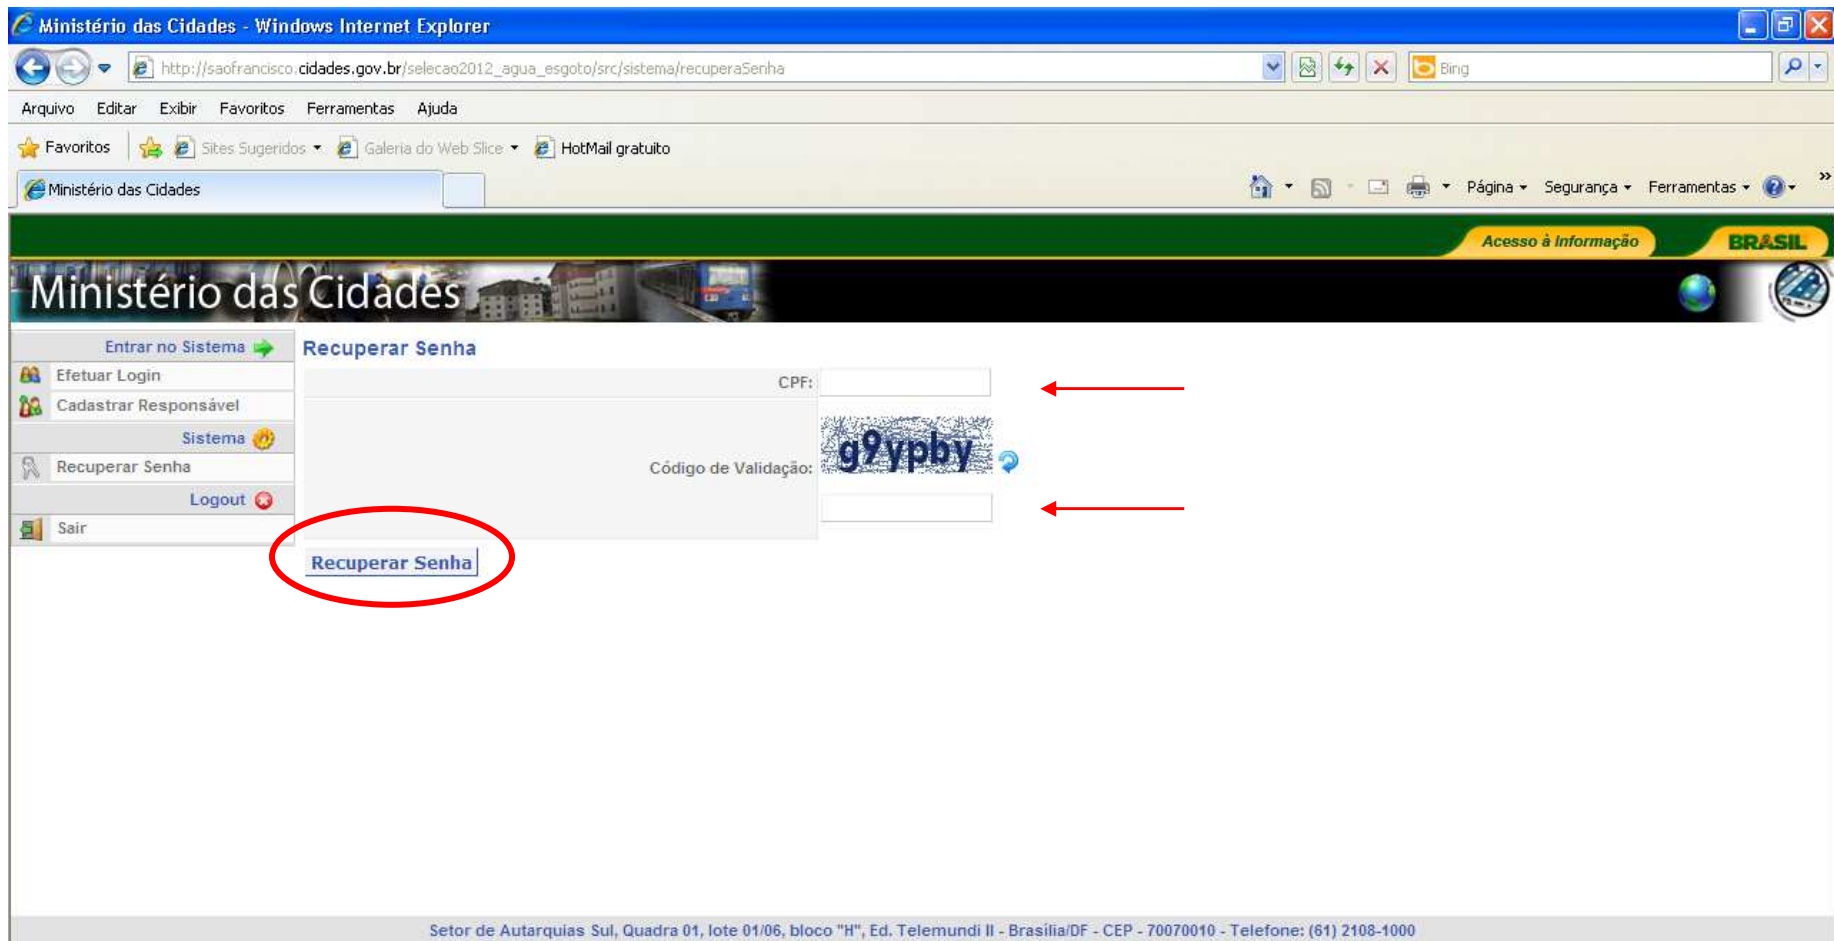 Ministério das Cidades - Windows Internet Explorer
http://saofrancisco.cidades.gov.br/selecao2012_agua_esgoto/src/sistema/recuperaSenha
Bing
Arquivo Editar Exibir Favoritos Ferramentas Ajuda
Favoritos Sites Sugeridos Galeria do Web Slice HotMail gratuito
Ministério das Cidades
Página Segurança Ferramentas
Acesso à Informação
BRASIL
Ministério das Cidades
Entrar no Sistema
Efetuar Login
Cadastrar Responsável
Sistema
Recuperar Senha
Logout
Sair
Recuperar Senha
CPF:
g9ypby
Código de Validação:
Recuperar Senha
Setor de Autarquias Sul, Quadra 01, lote 01/06, bloco "H", Ed. Telemundi II - Brasília/DF - CEP - 70070010 - Telefone: (61) 2108-1000